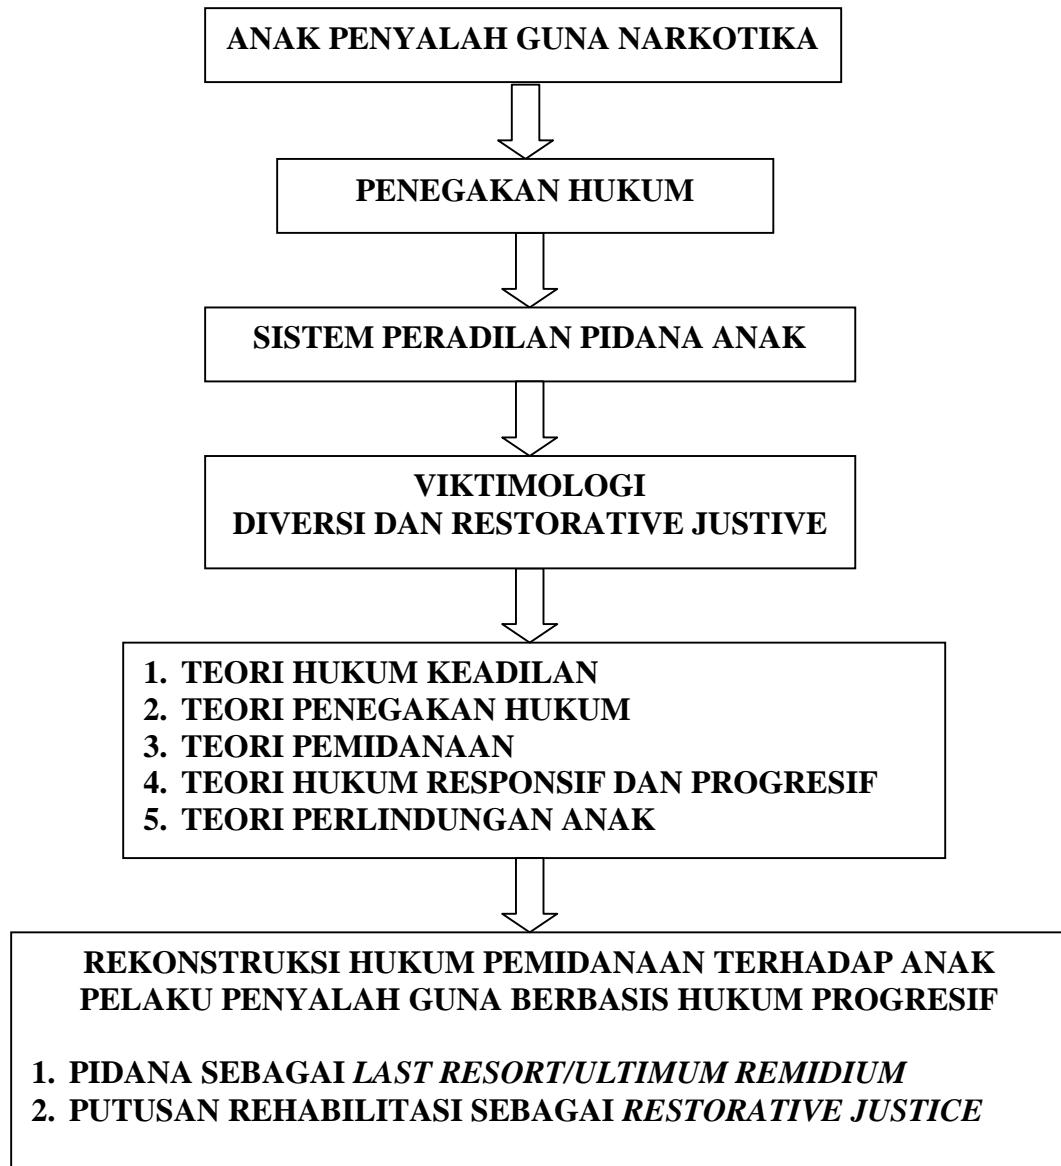 ANAK PENYALAH GUNA NARKOTIKA
PENEGAKAN HUKUM
SISTEM PERADILAN PIDANA ANAK
VIKTIMOLOGI
DIVERSI DAN RESTORATIVE JUSTIVE
1. TEORI HUKUM KEADILAN
2. TEORI PENEGAKAN HUKUM
3. TEORI PEMIDANAAN
4. TEORI HUKUM RESPONSIF DAN PROGRESIF
5. TEORI PERLINDUNGAN ANAK
REKONSTRUKSI HUKUM PEMIDANAAN TERHADAP ANAK
PELAKU PENYALAH GUNA BERBASIS HUKUM PROGRESIF
1. PIDANA SEBAGAI LAST RESORT/ULTIMUM REMIDIUM
2. PUTUSAN REHABILITASI SEBAGAI RESTORATIVE JUSTICE